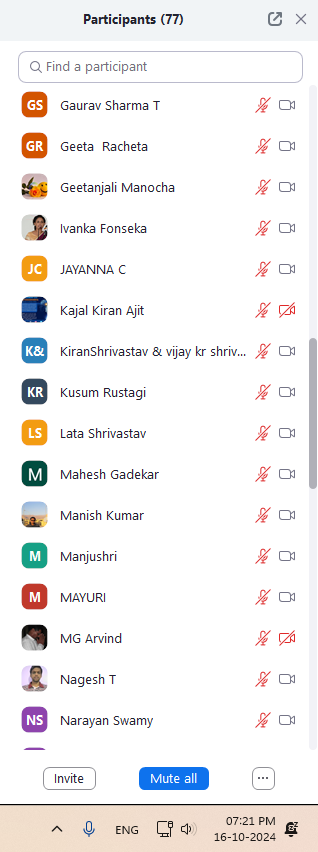 Participants (77)
Find a participant
GS Gaurav Sharma T
GR Geeta  Racheta
Geetanjali Manocha
Ivanka Fonseka
JC JAYANNA C
Kajal Kiran Ajit
K& KiranShrivastav & vijay kr shriv...
KR Kusum Rustagi
LS Lata Shrivastav
M Mahesh Gadekar
Manish Kumar
M Manjushri
M MAYURI
MG Arvind
Nagesh T
NS Narayan Swamy
Invite Mute all ...
ENG 07:21 PM
16-10-2024